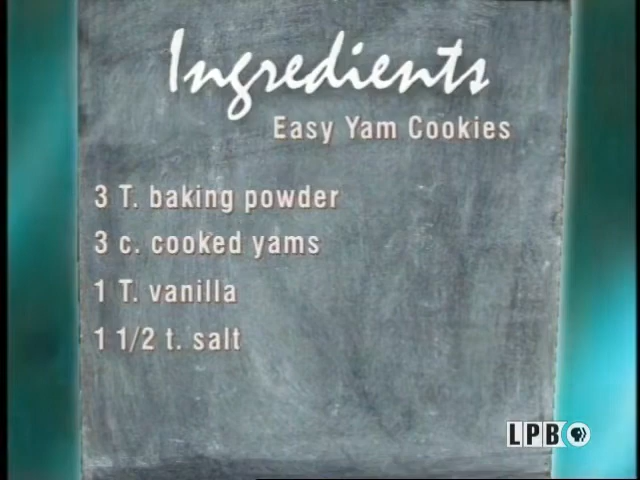 Ingredients
Easy Yam Cookies
3 T. baking powder
3 c. cooked yams
1 T. vanilla
1 1/2 t. salt
LPB